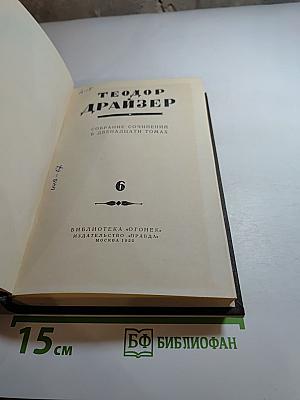 ТЕОДОР
ДРАЙЗЕР
СОБРАНИЕ СОЧИНЕНИЙ
В ДВЕНАДЦАТИ ТОМАХ
6
БИБЛИОТЕКА «ОГОНЕК»
ИЗДАТЕЛЬСТВО «ПРАВДА»
МОСКВА
15 см
БФ БИБЛИОФАН